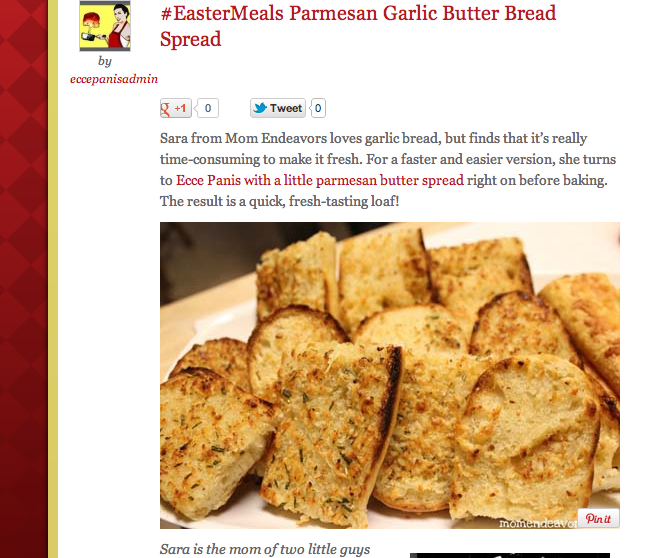 #EasterMeals Parmesan Garlic Butter Bread
Spread
by
eccepanisadmin
g +1 0
Tweet 0
Sara from Mom Endeavors loves garlic bread, but finds that it's really
time-consuming to make it fresh. For a faster and easier version, she turns
to Ecce Panis with a little parmesan butter spread right on before baking.
The result is a quick, fresh-tasting loaf!
Pin it
Sara is the mom of two little guys